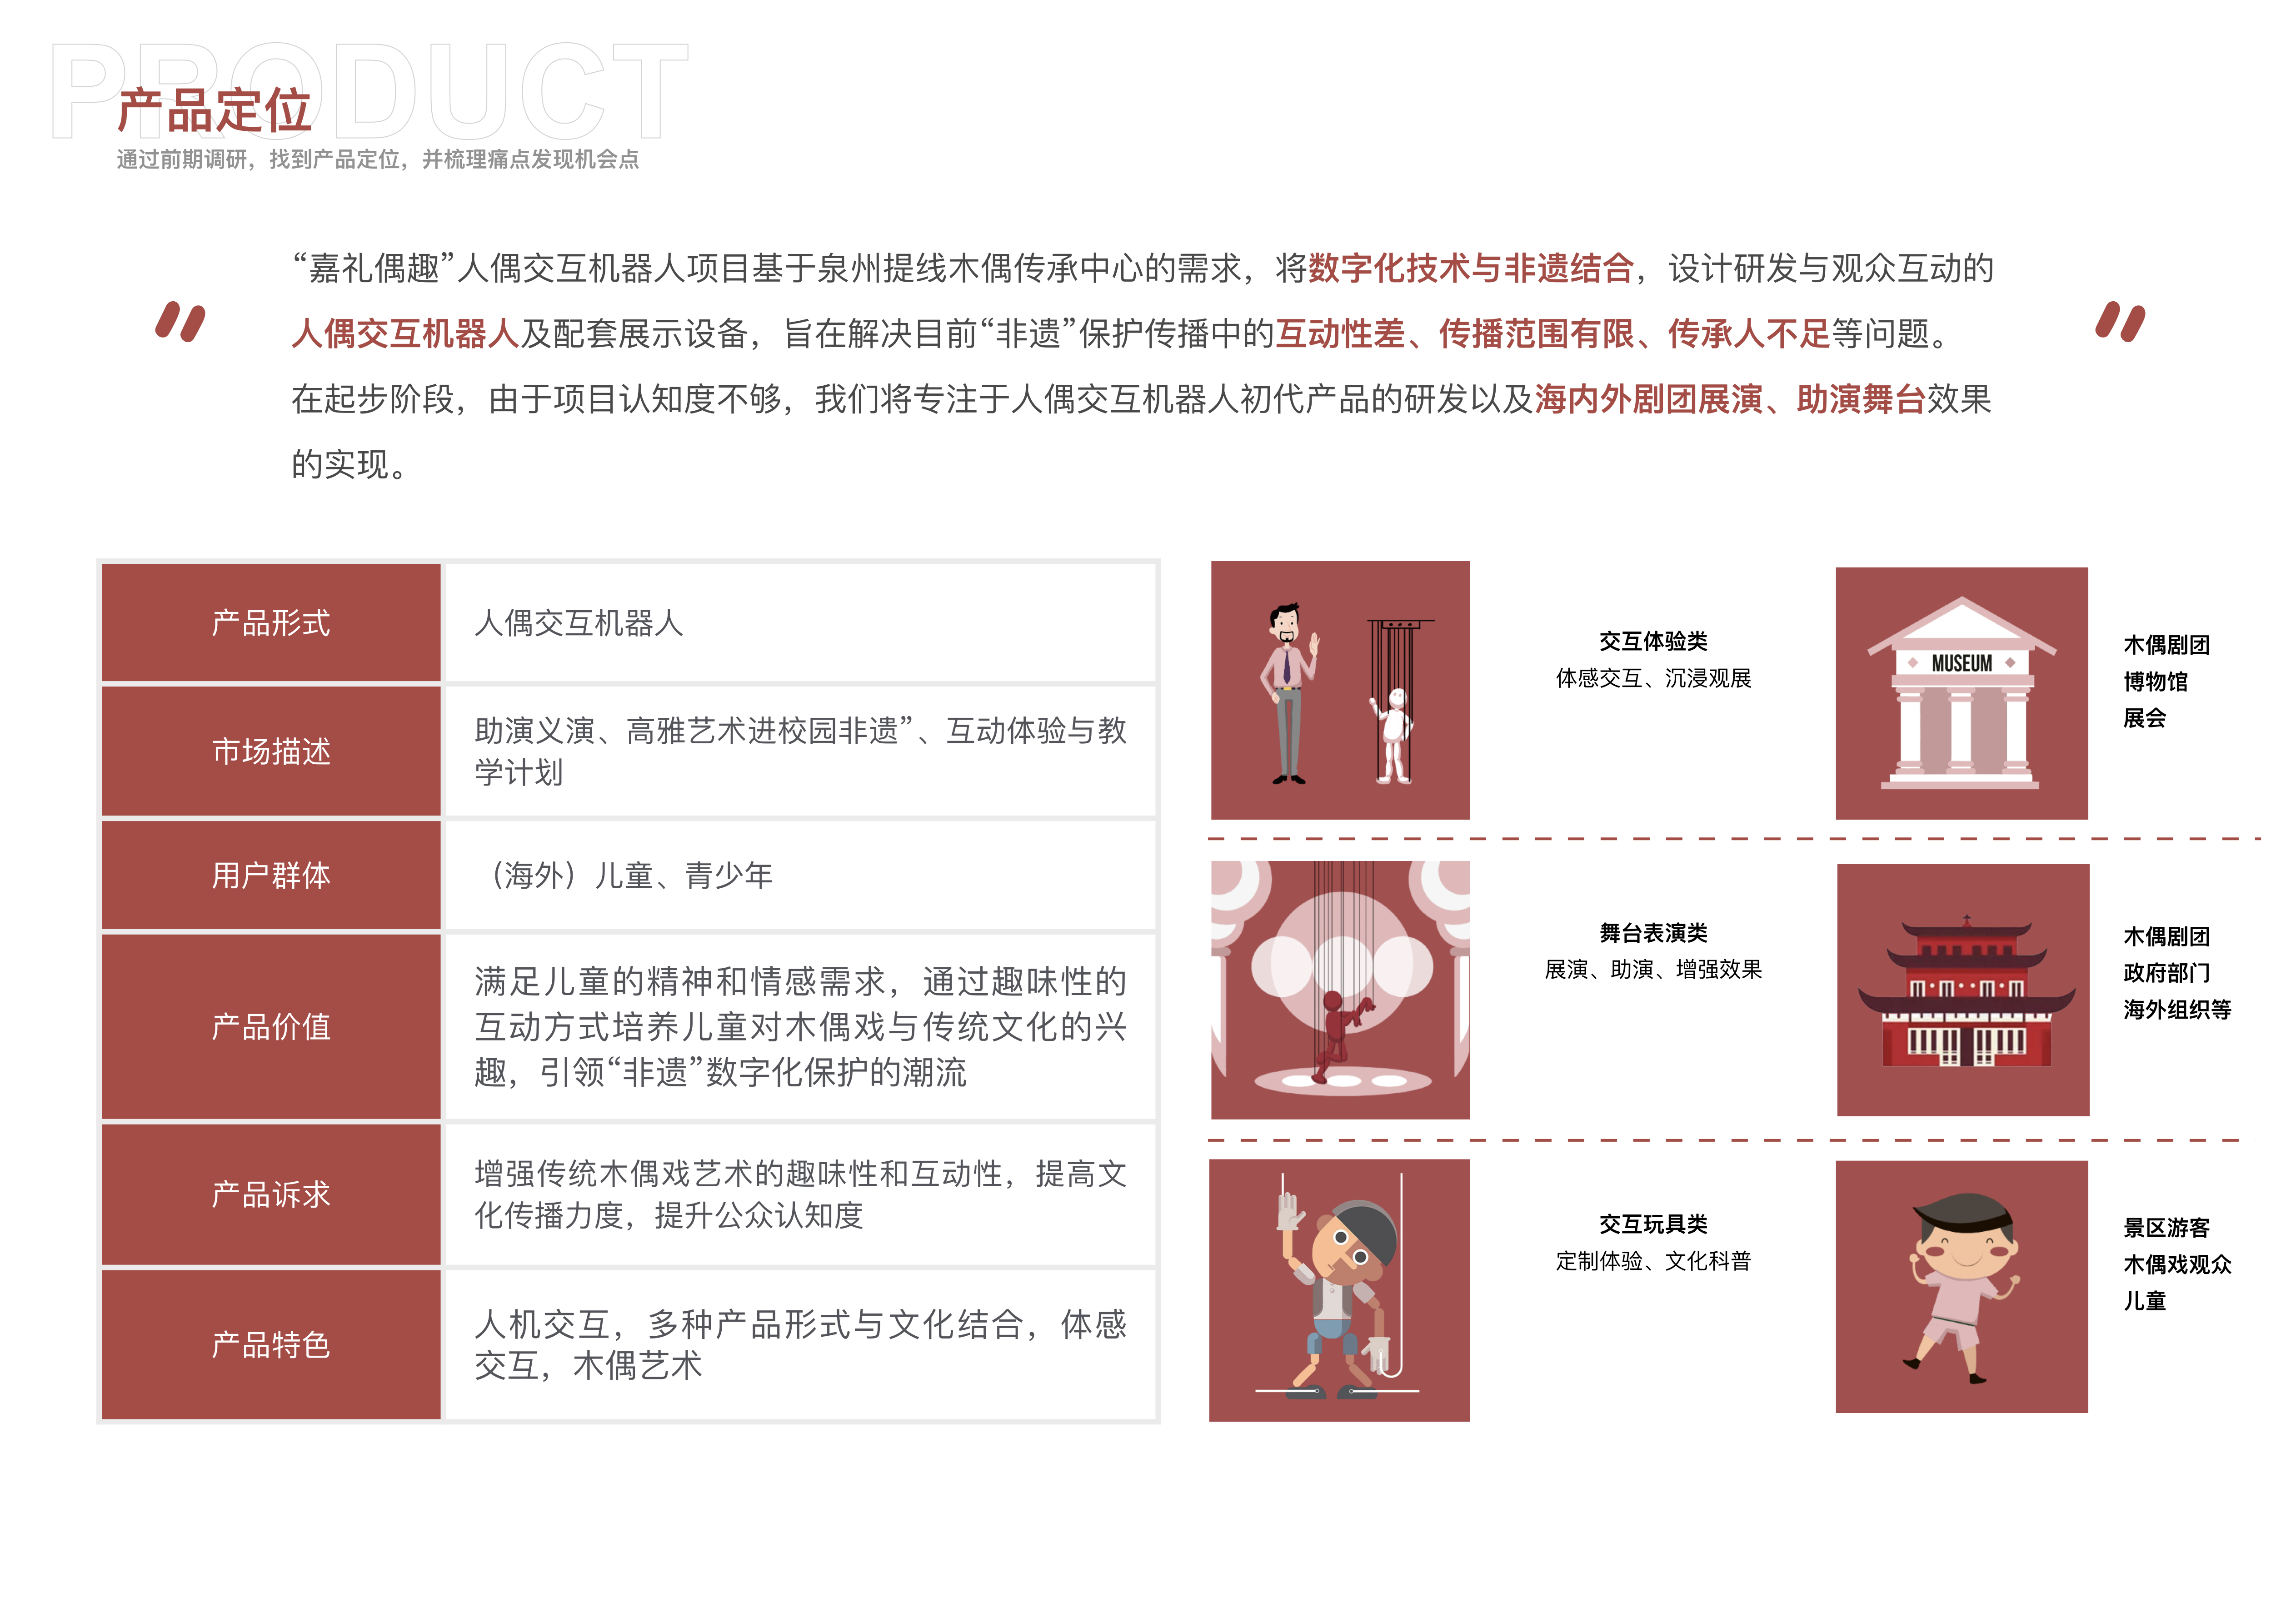 PRODUCT
产品定位
通过前期调研，找到产品定位，并梳理痛点发现机会点
“嘉礼偶趣”人偶交互机器人项目基于泉州提线木偶传承中心的需求，将数字化技术与非遗结合，设计研发与观众互动的
人偶交互机器人及配套展示设备，旨在解决目前“非遗”保护传播中的互动性差、传播范围有限、传承人不足等问题。
在起步阶段，由于项目认知度不够，我们将专注于人偶交互机器人初代产品的研发以及海内外剧团展演、助演舞台效果
的实现。
产品形式
人偶交互机器人
市场描述
助演义演、高雅艺术进校园非遗”、互动体验与教
学计划
用户群体
（海外）儿童、青少年
产品价值
满足儿童的精神和情感需求，通过趣味性的
互动方式培养儿童对木偶戏与传统文化的兴
趣，引领“非遗”数字化保护的潮流
产品诉求
增强传统木偶戏艺术的趣味性和互动性，提高文
化传播力度，提升公众认知度
产品特色
人机交互，多种产品形式与文化结合，体感
交互，木偶艺术
交互体验类
体感交互、沉浸观展
MUSEUM
木偶剧团
博物馆
展会
舞台表演类
展演、助演、增强效果
木偶剧团
政府部门
海外组织等
交互玩具类
定制体验、文化科普
景区游客
木偶戏观众
儿童